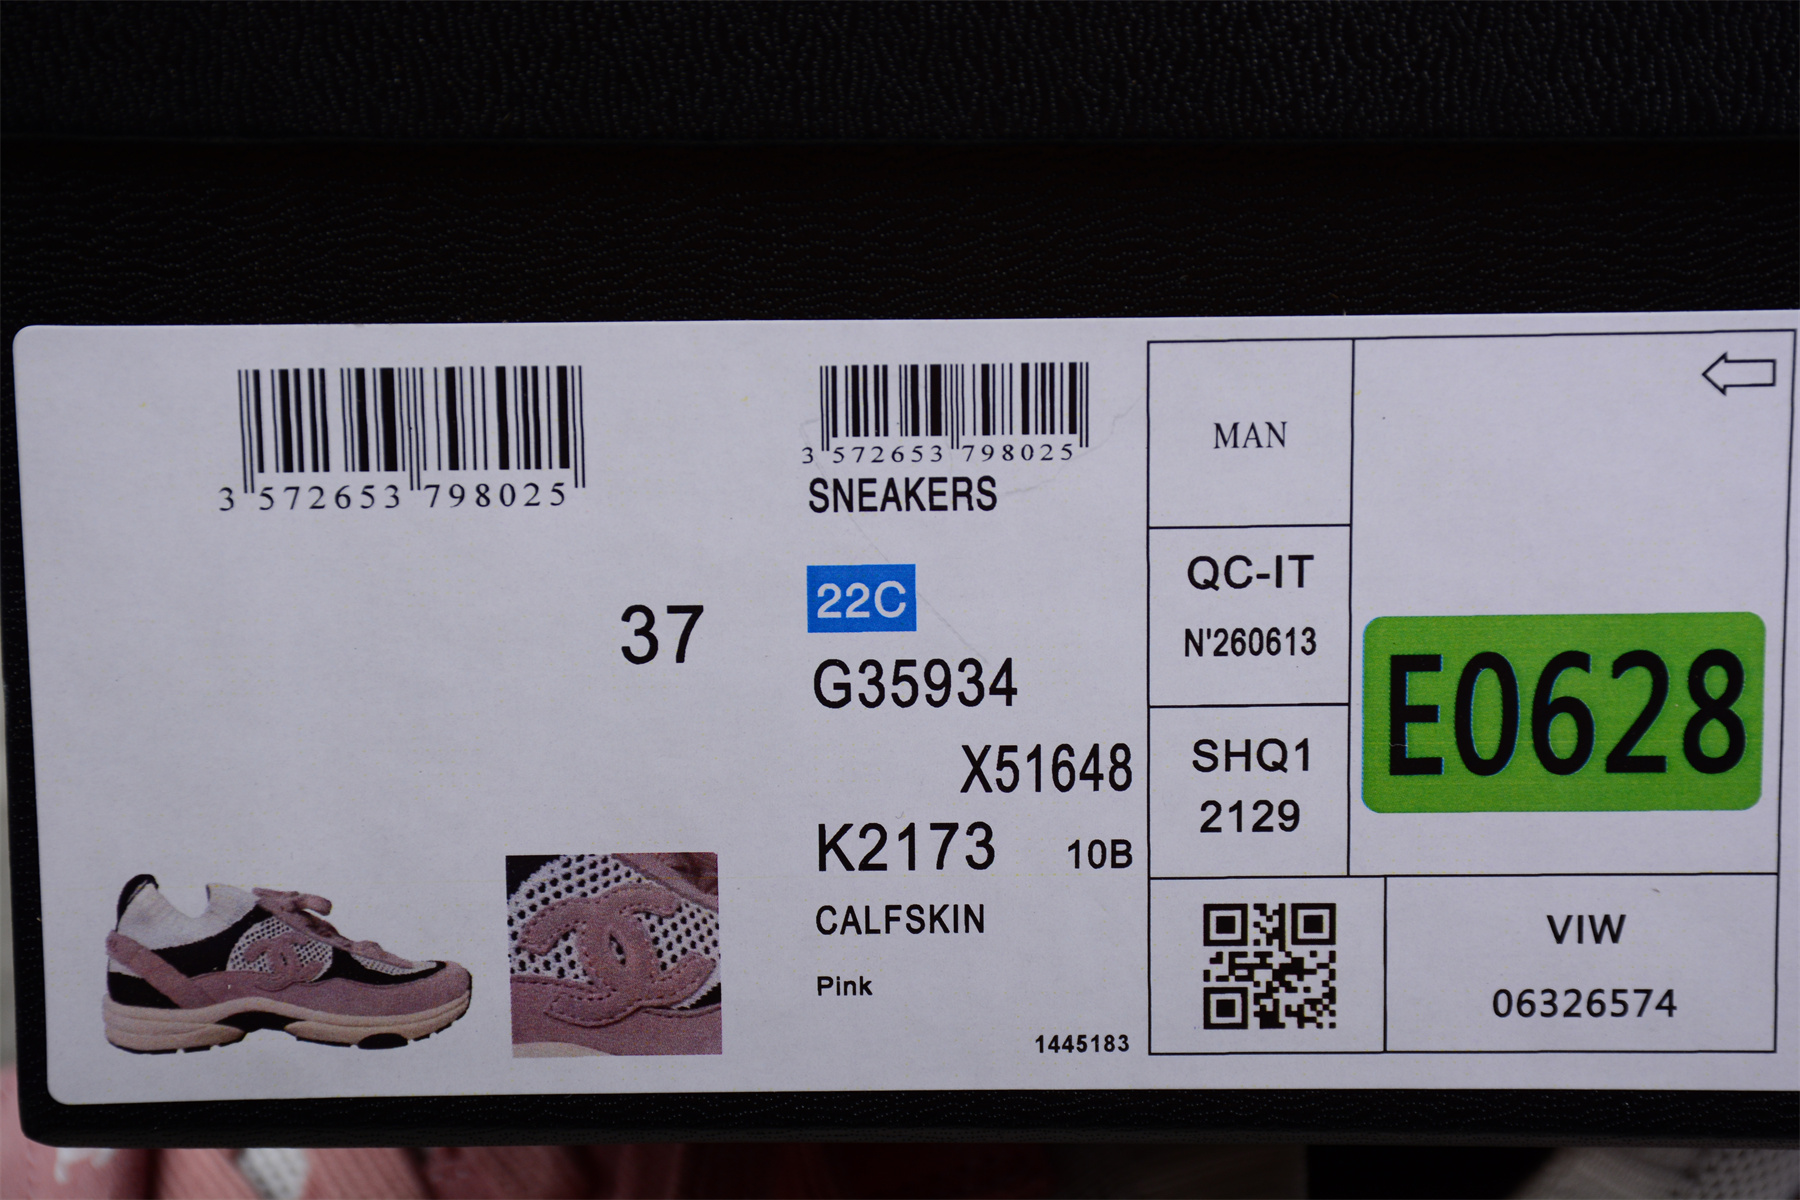 3 572653 798025
37
3 572653 798025
SNEAKERS
22C
G35934
X51648
K2173 10B
CALFSKIN
Pink
1445183
MAN
QC-IT
N'260613
SHQ1
2129
E0628
VIW
06326574